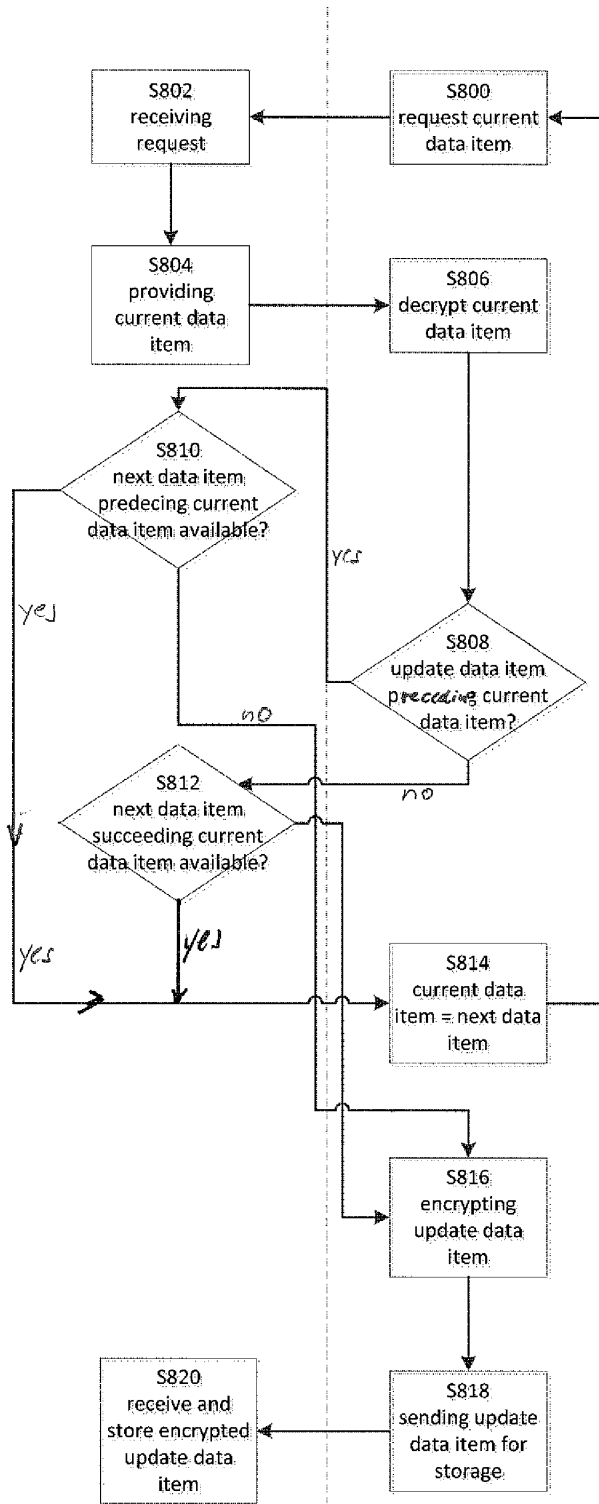 S802
receiving
request
S800
request current
data item
S804
providing
current data
item
S806
decrypt current
data item
S810
next data item
predecing current
data item available?
yes
yes
S808
update data item
preceding current
data item?
no
S812
next data item
succeeding current
data item available?
no
yes
yes
S814
current data
item = next data
item
S816
encrypting
update data
item
S820
receive and
store encrypted
update data
item
S818
sending update
data item for
storage